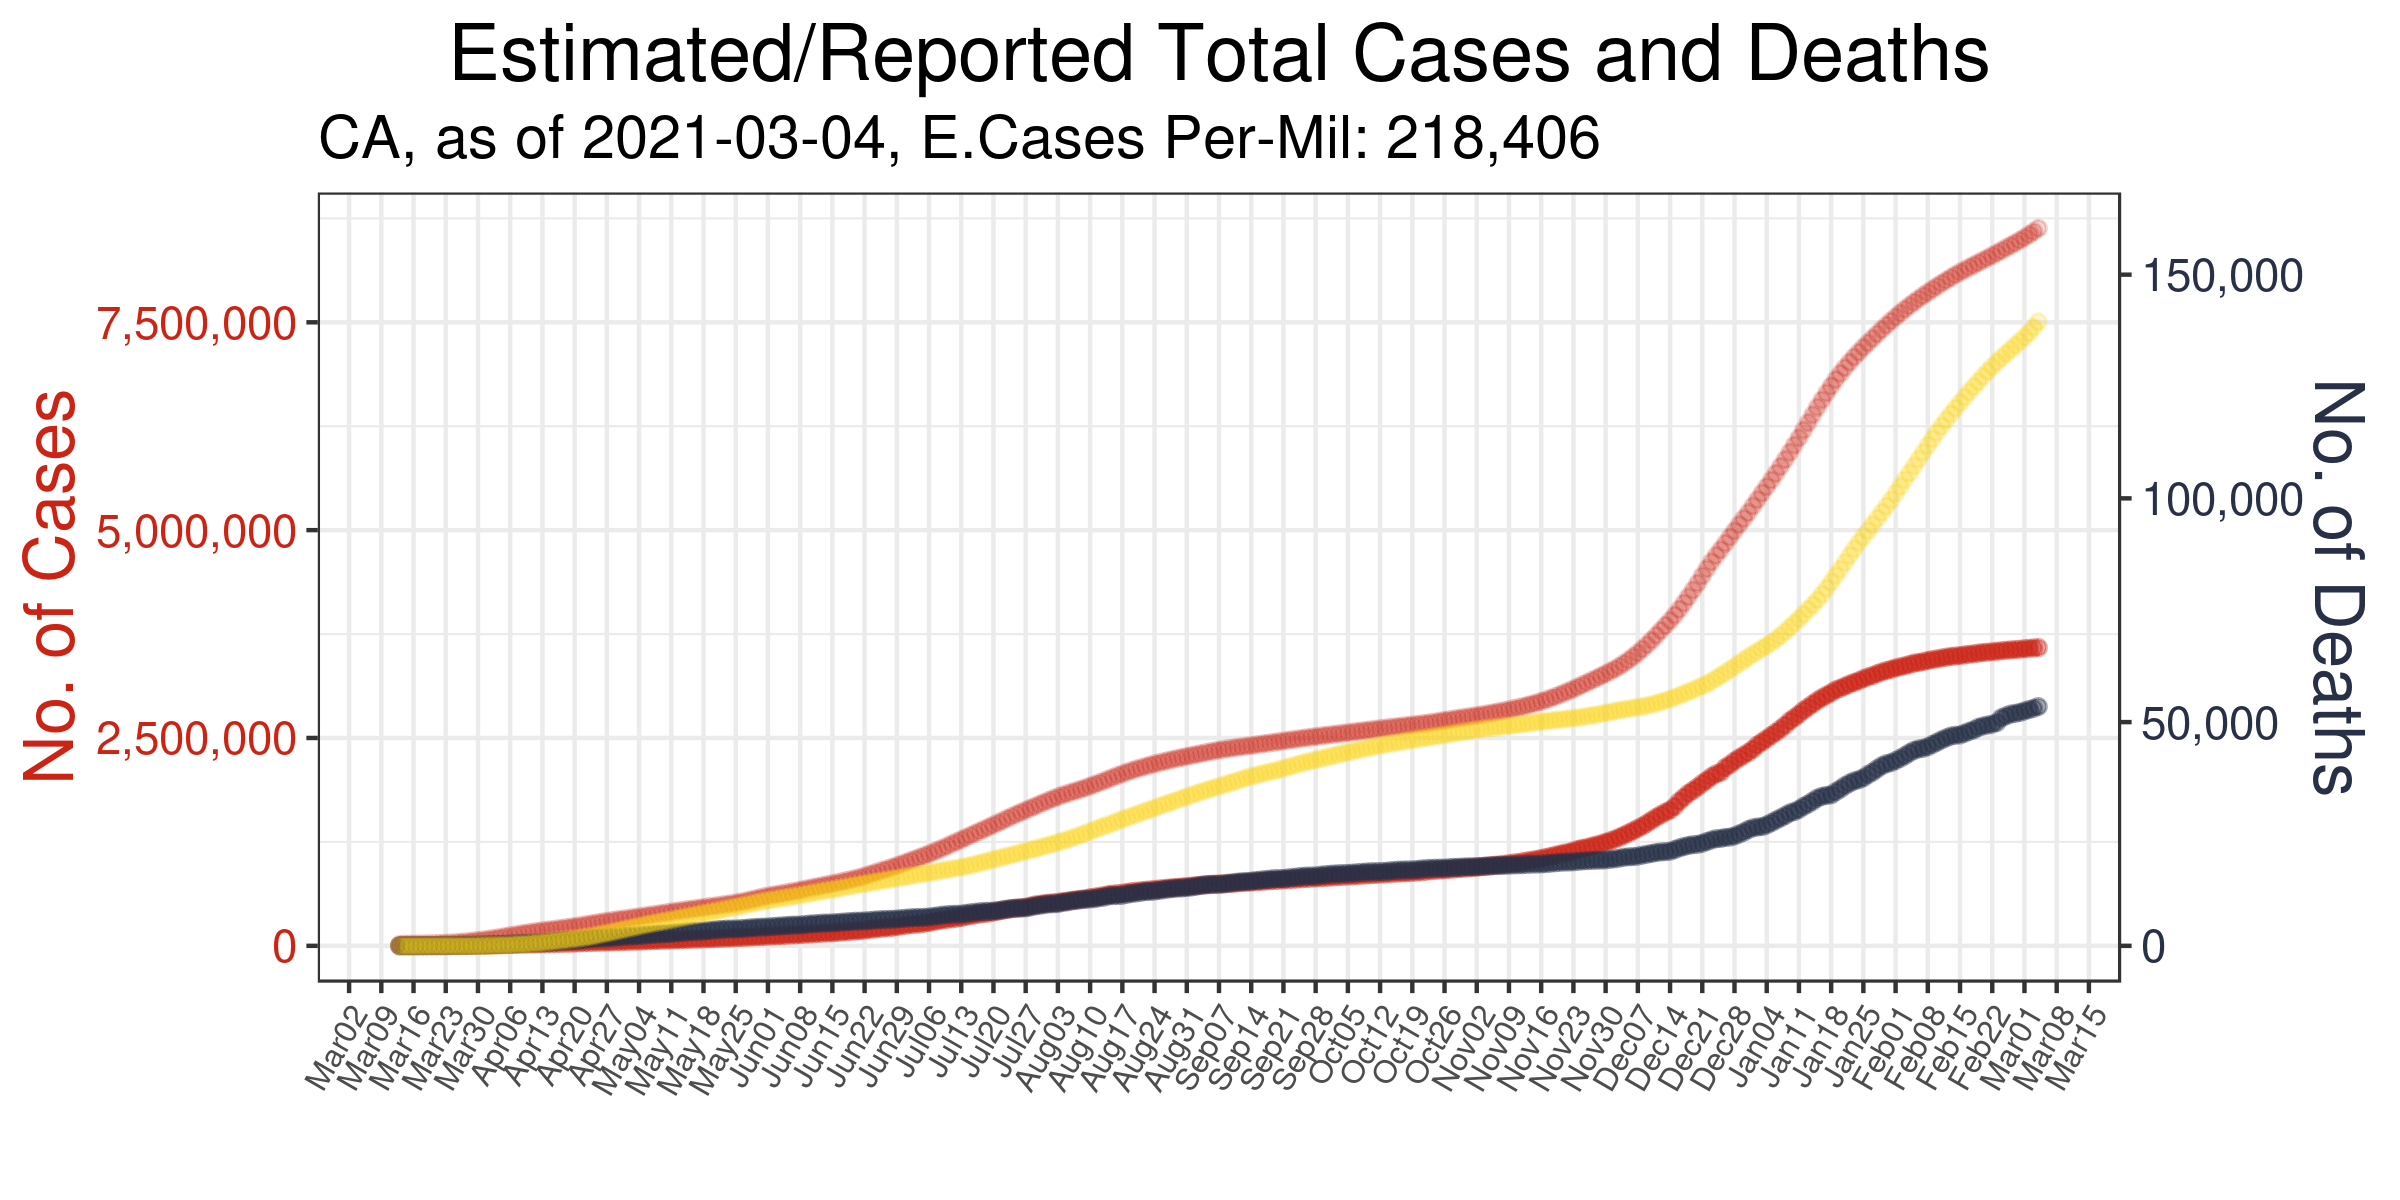 Estimated/Reported Total Cases and Deaths
CA, as of 2021-03-04, E.Cases Per-Mil: 218,406
No. of Cases
7,500,000
5,000,000
2,500,000
0
150,000
100,000
50,000
0
No. of Deaths
Mar02
Mar09
Mar16
Mar23
Mar30
Apr06
Apr13
Apr20
Apr27
May04
May11
May18
May25
Jun01
Jun08
Jun15
Jun22
Jun29
Jul06
Jul13
Jul20
Jul27
Aug03
Aug10
Aug17
Aug24
Aug31
Sep07
Sep14
Sep21
Sep28
Oct05
Oct12
Oct19
Oct26
Nov02
Nov09
Nov16
Nov23
Nov30
Dec07
Dec14
Dec21
Dec28
Jan04
Jan11
Jan18
Jan25
Feb01
Feb08
Feb15
Feb22
Mar01
Mar08
Mar15